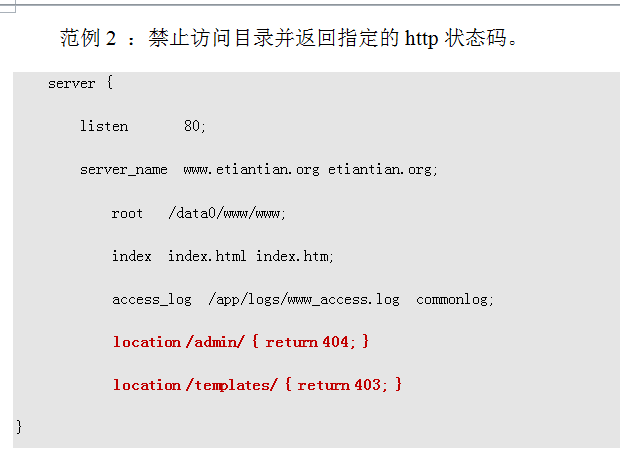 范例 2 ：禁止访问目录并返回指定的 http 状态码。
server {
listen 80;
server_name www.etiantian.org etiantian.org;
root /data0/www/www;
index index.html index.htm;
access_log /app/logs/www_access.log commonlog;
location /admin/ { return 404; }
location /templates/ { return 403; }
}